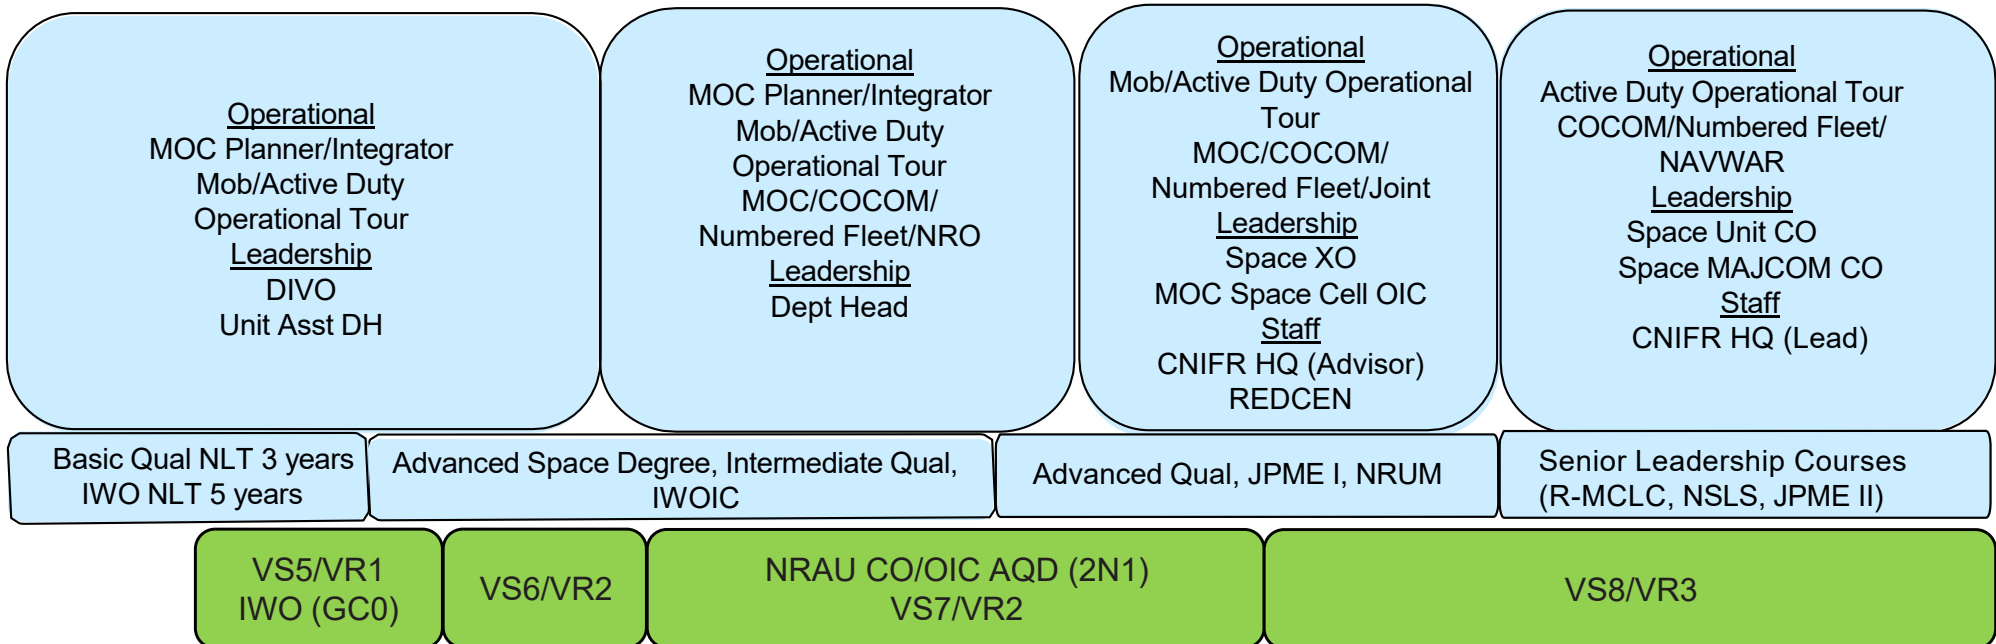 Operational
MOC Planner/Integrator
Mob/Active Duty
Operational Tour
Leadership
DIVO
Unit Asst DH
Operational
MOC Planner/Integrator
Mob/Active Duty
Operational Tour
MOC/COCOM/
Numbered Fleet/NRO
Leadership
Dept Head
Operational
Mob/Active Duty Operational
Tour
MOC/COCOM/
Numbered Fleet/Joint
Leadership
Space XO
MOC Space Cell OIC
Staff
CNIFR HQ (Advisor)
REDCEN
Operational
Active Duty Operational Tour
COCOM/Numbered Fleet/
NAVWAR
Leadership
Space Unit CO
Space MAJCOM CO
Staff
CNIFR HQ (Lead)
Basic Qual NLT 3 years
IWO NLT 5 years
Advanced Space Degree, Intermediate Qual,
IWOIC
Advanced Qual, JPME I, NRUM
Senior Leadership Courses
(R-MCLC, NSLS, JPME II)
VS5/VR1
IWO (GC0)
VS6/VR2
NRAU CO/OIC AQD (2N1)
VS7/VR2
VS8/VR3